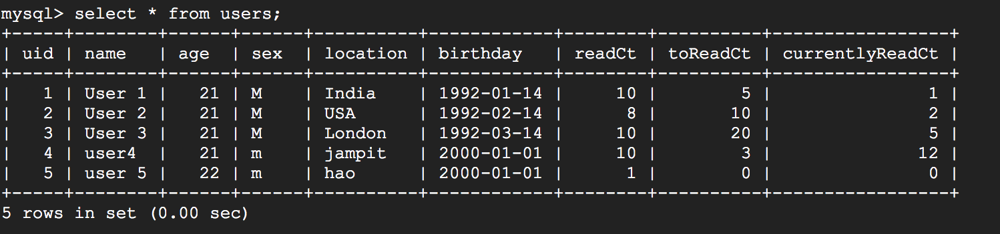 mysql> select * from users;
+-----+--------+------+------+----------+------------+--------+----------+-----------------+
| uid | name   | age  | sex  | location | birthday   | readCt | toReadCt | currentlyReadCt |
+-----+--------+------+------+----------+------------+--------+----------+-----------------+
|   1 | User 1 |   21 | M    | India    | 1992-01-14 |     10 |        5 |               1 |
|   2 | User 2 |   21 | M    | USA      | 1992-02-14 |      8 |       10 |               2 |
|   3 | User 3 |   21 | M    | London   | 1992-03-14 |     10 |       20 |               5 |
|   4 | user4  |   21 | m    | jampit   | 2000-01-01 |     10 |        3 |              12 |
|   5 | user 5 |   22 | m    | hao      | 2000-01-01 |      1 |        0 |               0 |
+-----+--------+------+------+----------+------------+--------+----------+-----------------+
5 rows in set (0.00 sec)